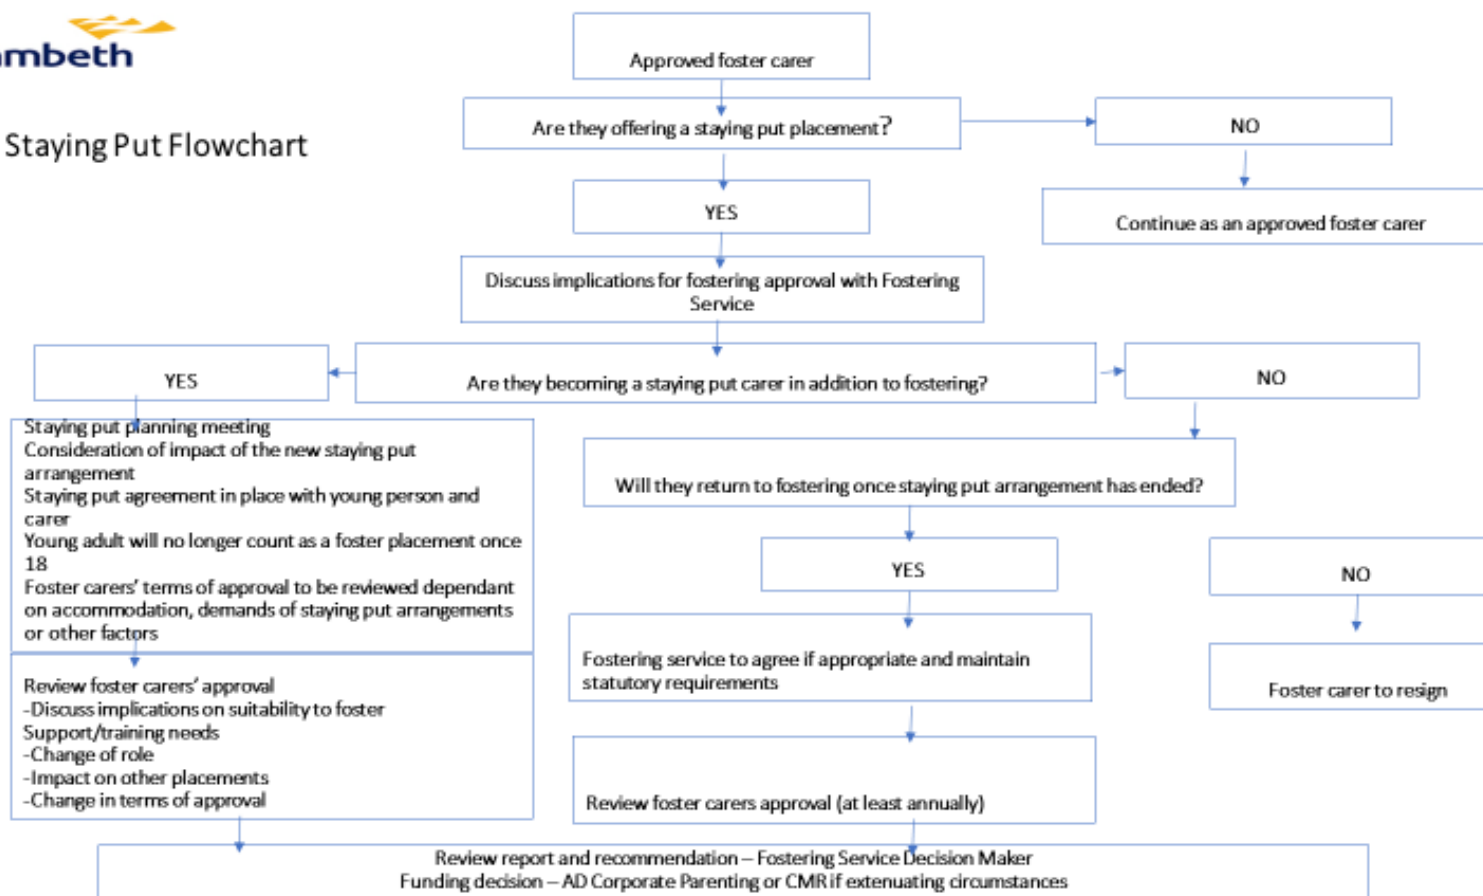 ambeth
Staying Put Flowchart
Approved foster carer
Are they offering a staying put placement?
NO
YES
Continue as an approved foster carer
Discuss implications for fostering approval with Fostering
Service
YES
Are they becoming a staying put carer in addition to fostering?
NO
Staying put planning meeting
Consideration of impact of the new staying put
arrangement
Staying put agreement in place with young person and
carer
Young adult will no longer count as a foster placement once
18
Foster carers' terms of approval to be reviewed dependant
on accommodation, demands of staying put arrangements
or other factors
Will they return to fostering once staying put arrangement has ended?
YES
NO
Review foster carers' approval
-Discuss implications on suitability to foster
Support/training needs
-Change of role
-Impact on other placements
-Change in terms of approval
Fostering service to agree if appropriate and maintain
statutory requirements
Foster carer to resign
Review foster carers approval (at least annually)
Review report and recommendation – Fostering Service Decision Maker
Funding decision – AD Corporate Parenting or CMR if extenuating circumstances